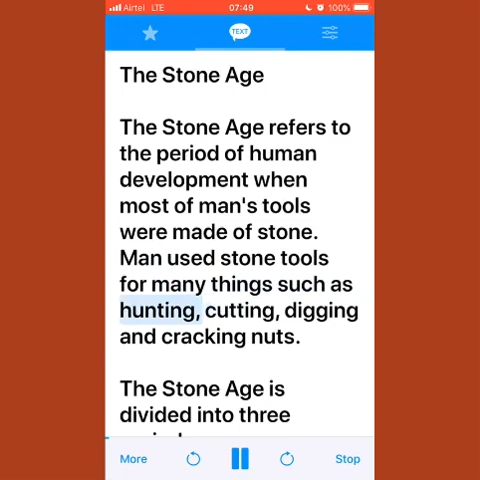 Airtel LTE 07:49 100%
TEXT
The Stone Age
The Stone Age refers to
the period of human
development when
most of man's tools
were made of stone.
Man used stone tools
for many things such as
hunting, cutting, digging
and cracking nuts.
The Stone Age is
divided into three
More Stop